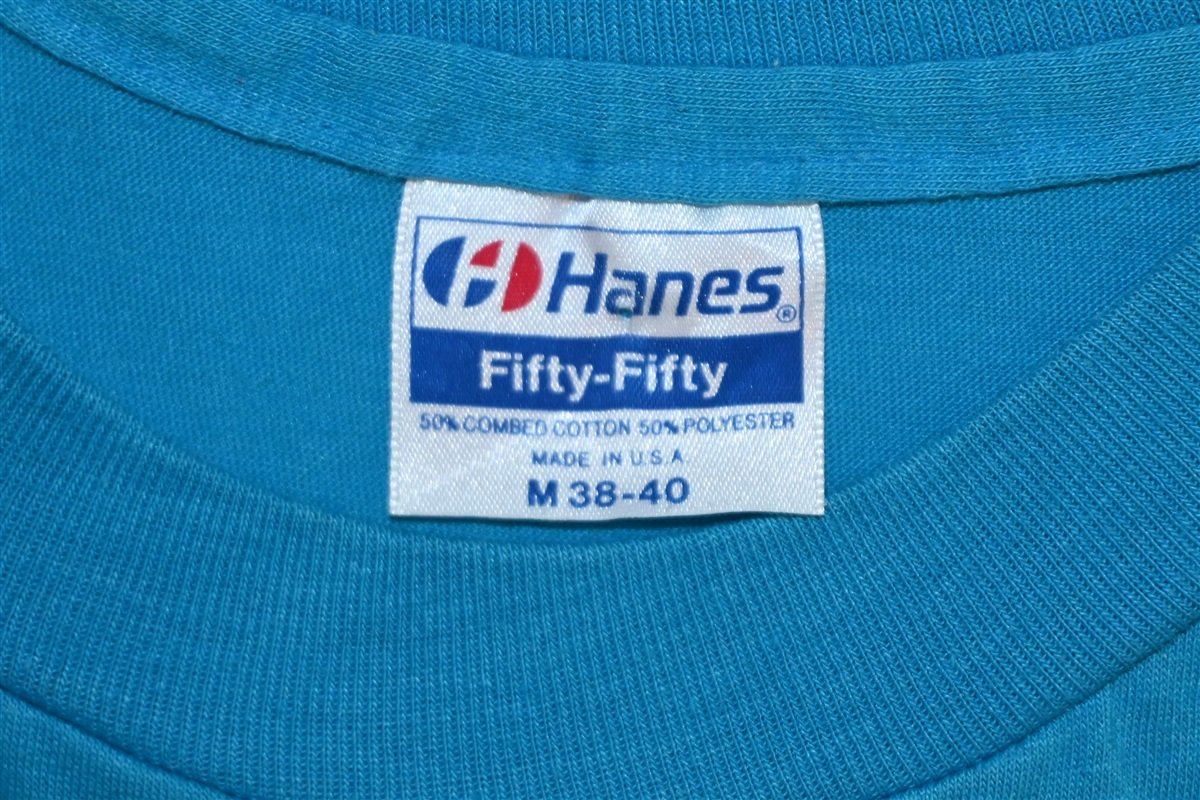 Hanes®
Fifty-Fifty
50% COMBED COTTON 50% POLYESTER
MADE IN U.S.A.
M 38-40